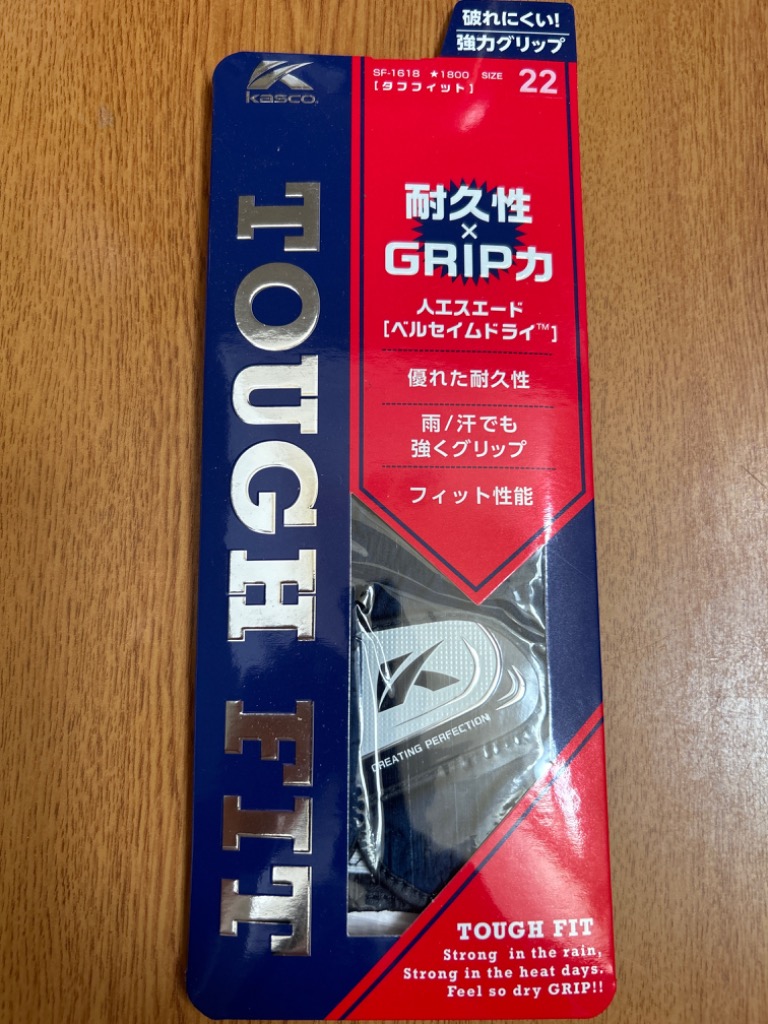 破れにくい!
強力グリップ
kasco
SF-1618 ★1800 SIZE 22
[タフフィット]
TOUGH FIT
耐久性
×
GRIP力
人工スエード
[ベルセイムドライ™]
優れた耐久性
雨/汗でも
強くグリップ
フィット性能
CREATING PERFECTION
TOUGH FIT
Strong in the rain,
Strong in the heat days.
Feel so dry GRIP!!